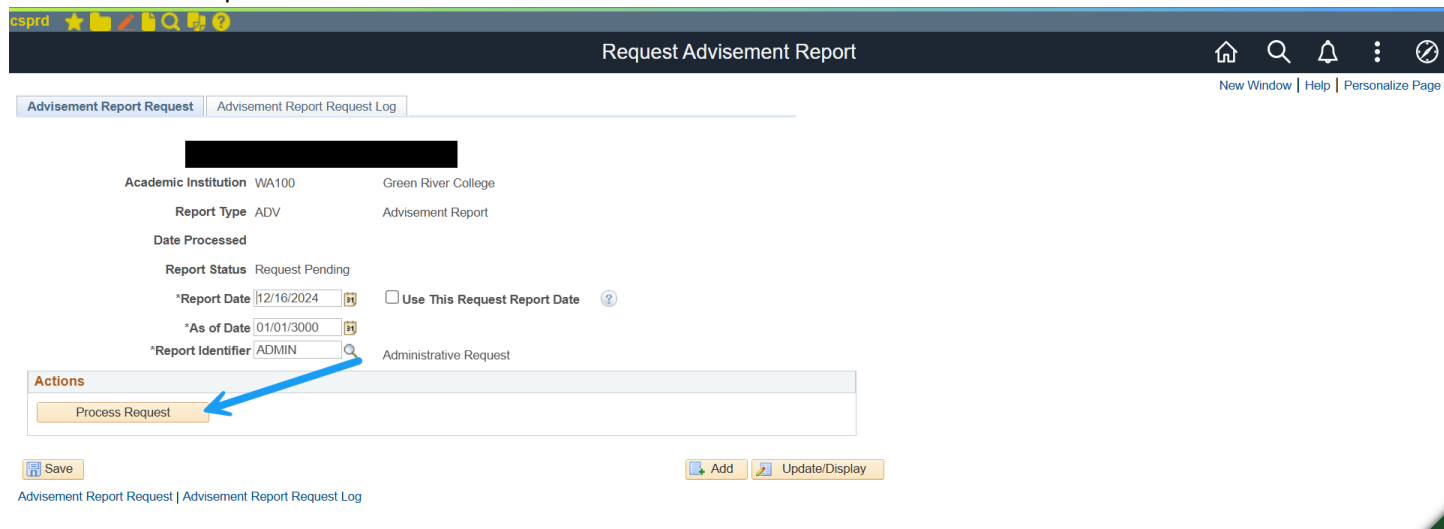 csprd
Request Advisement Report
New Window | Help | Personalize Page
Advisement Report Request Advisement Report Request Log
Academic Institution WA100 Green River College
Report Type ADV Advisement Report
Date Processed
Report Status Request Pending
*Report Date 12/16/2024 Use This Request Report Date
*As of Date 01/01/3000
*Report Identifier ADMIN Administrative Request
Actions
Process Request
Save Add Update/Display
Advisement Report Request | Advisement Report Request Log